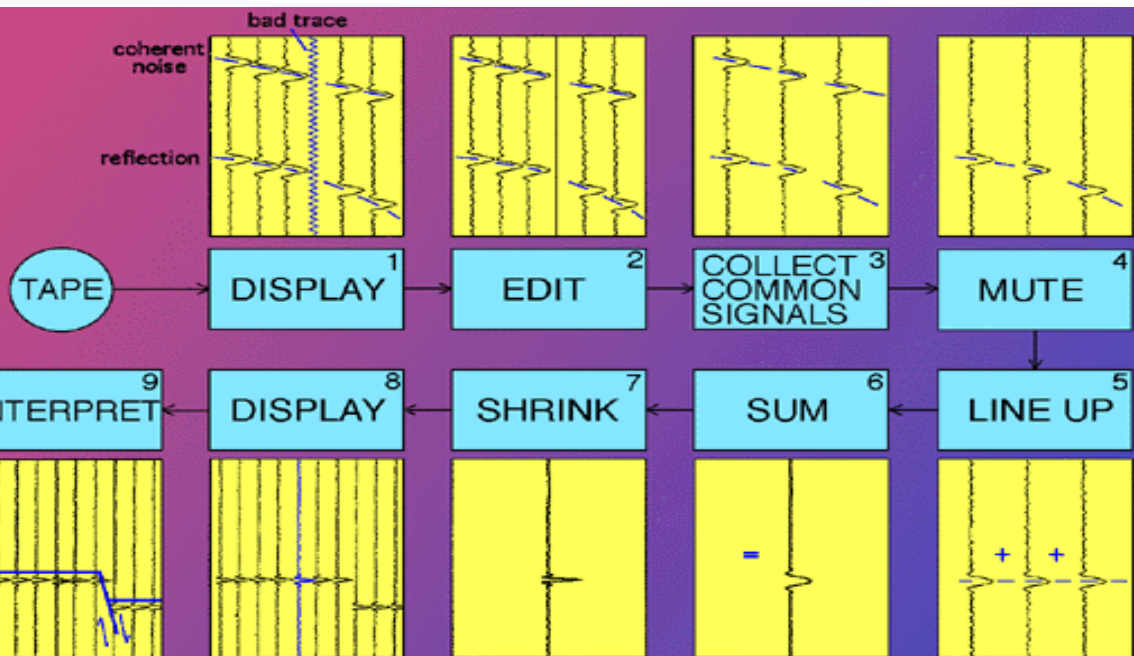 bad trace
coherent
noise
reflection
TAPE
1
DISPLAY
2
EDIT
COLLECT 3
COMMON
SIGNALS
4
MUTE
9
NTERPRET
8
DISPLAY
7
SHRINK
6
SUM
5
LINE UP
=
+ +